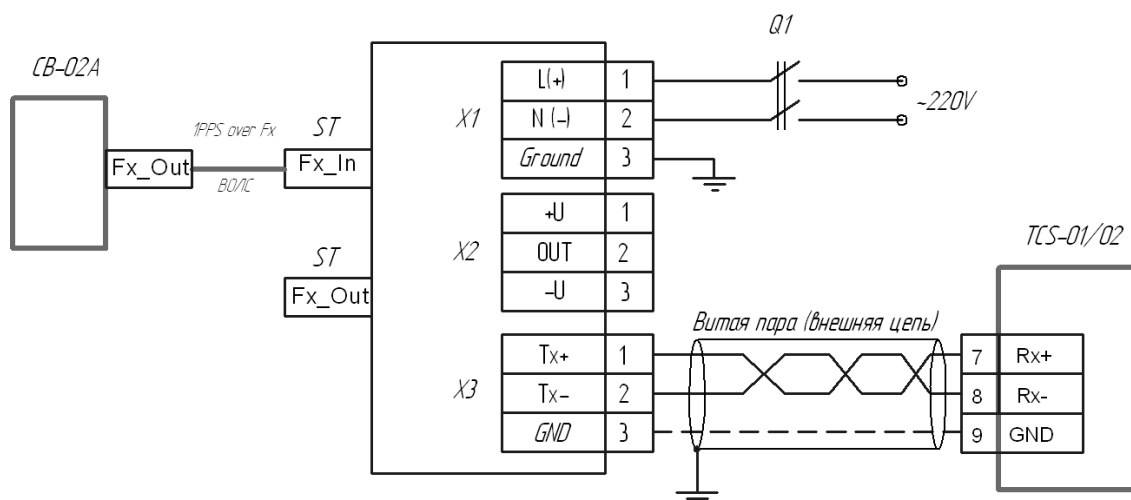 CB-02A
Fx_Out
1PPS over Fx
ВОЛС
ST
Fx_In
ST
Fx_Out
X1
L(+) 1
N (-) 2
Ground 3
Q1
~220V
X2
+U 1
OUT 2
-U 3
X3
Tx+ 1
Tx- 2
GND 3
Витая пара (внешняя цепь)
TCS-01/02
7 Rx+
8 Rx-
9 GND